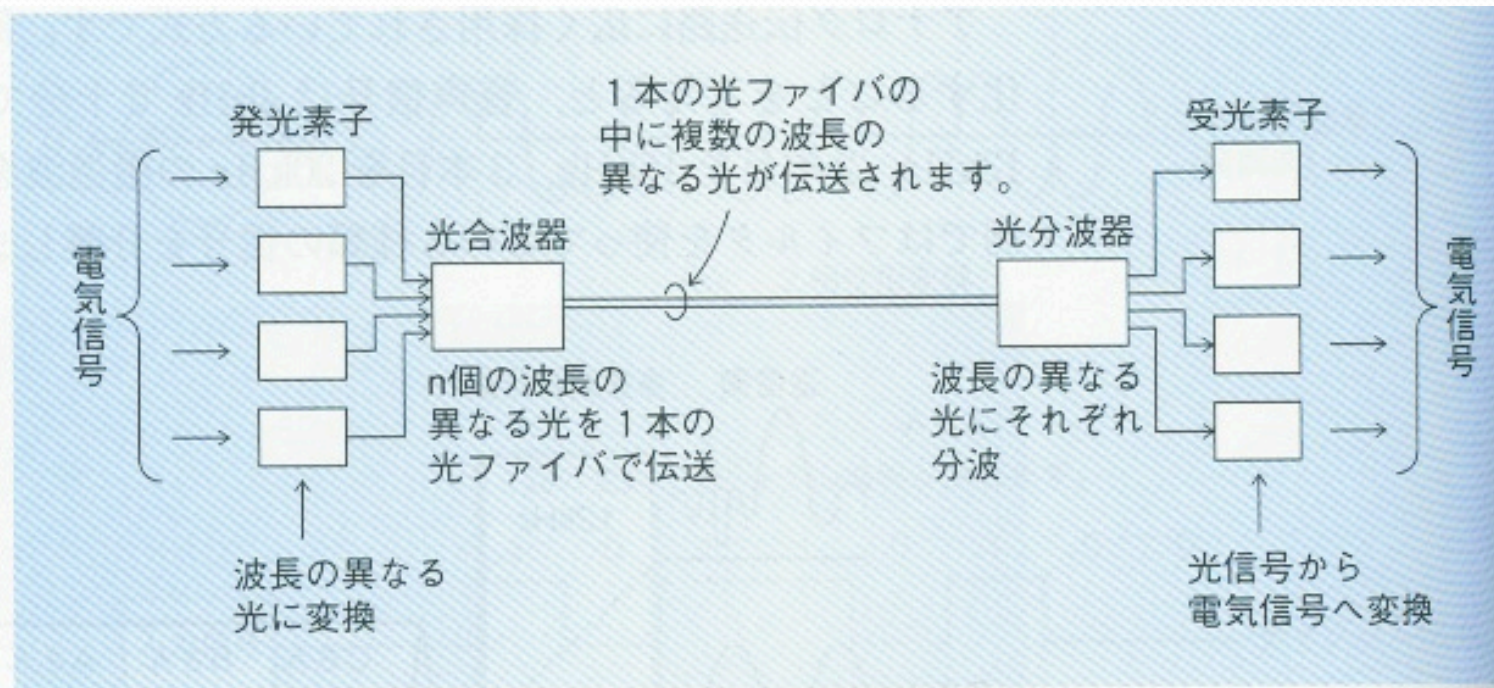 1本の光ファイバの
中に複数の波長の
異なる光が伝送されます。
発光素子
受光素子
光合波器
光分波器
電気信号
電気信号
n個の波長の
異なる光を1本の
光ファイバで伝送
波長の異なる
光にそれぞれ
分波
波長の異なる
光に変換
光信号から
電気信号へ変換